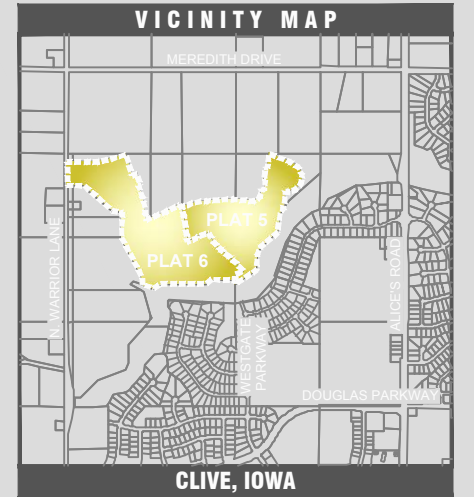 VICINITY MAP
MEREDITH DRIVE
PLAT 5
PLAT 6
N. WARRIOR LANE
WESTGATE
PARKWAY
ALICE'S ROAD
DOUGLAS PARKWAY
CLIVE, IOWA